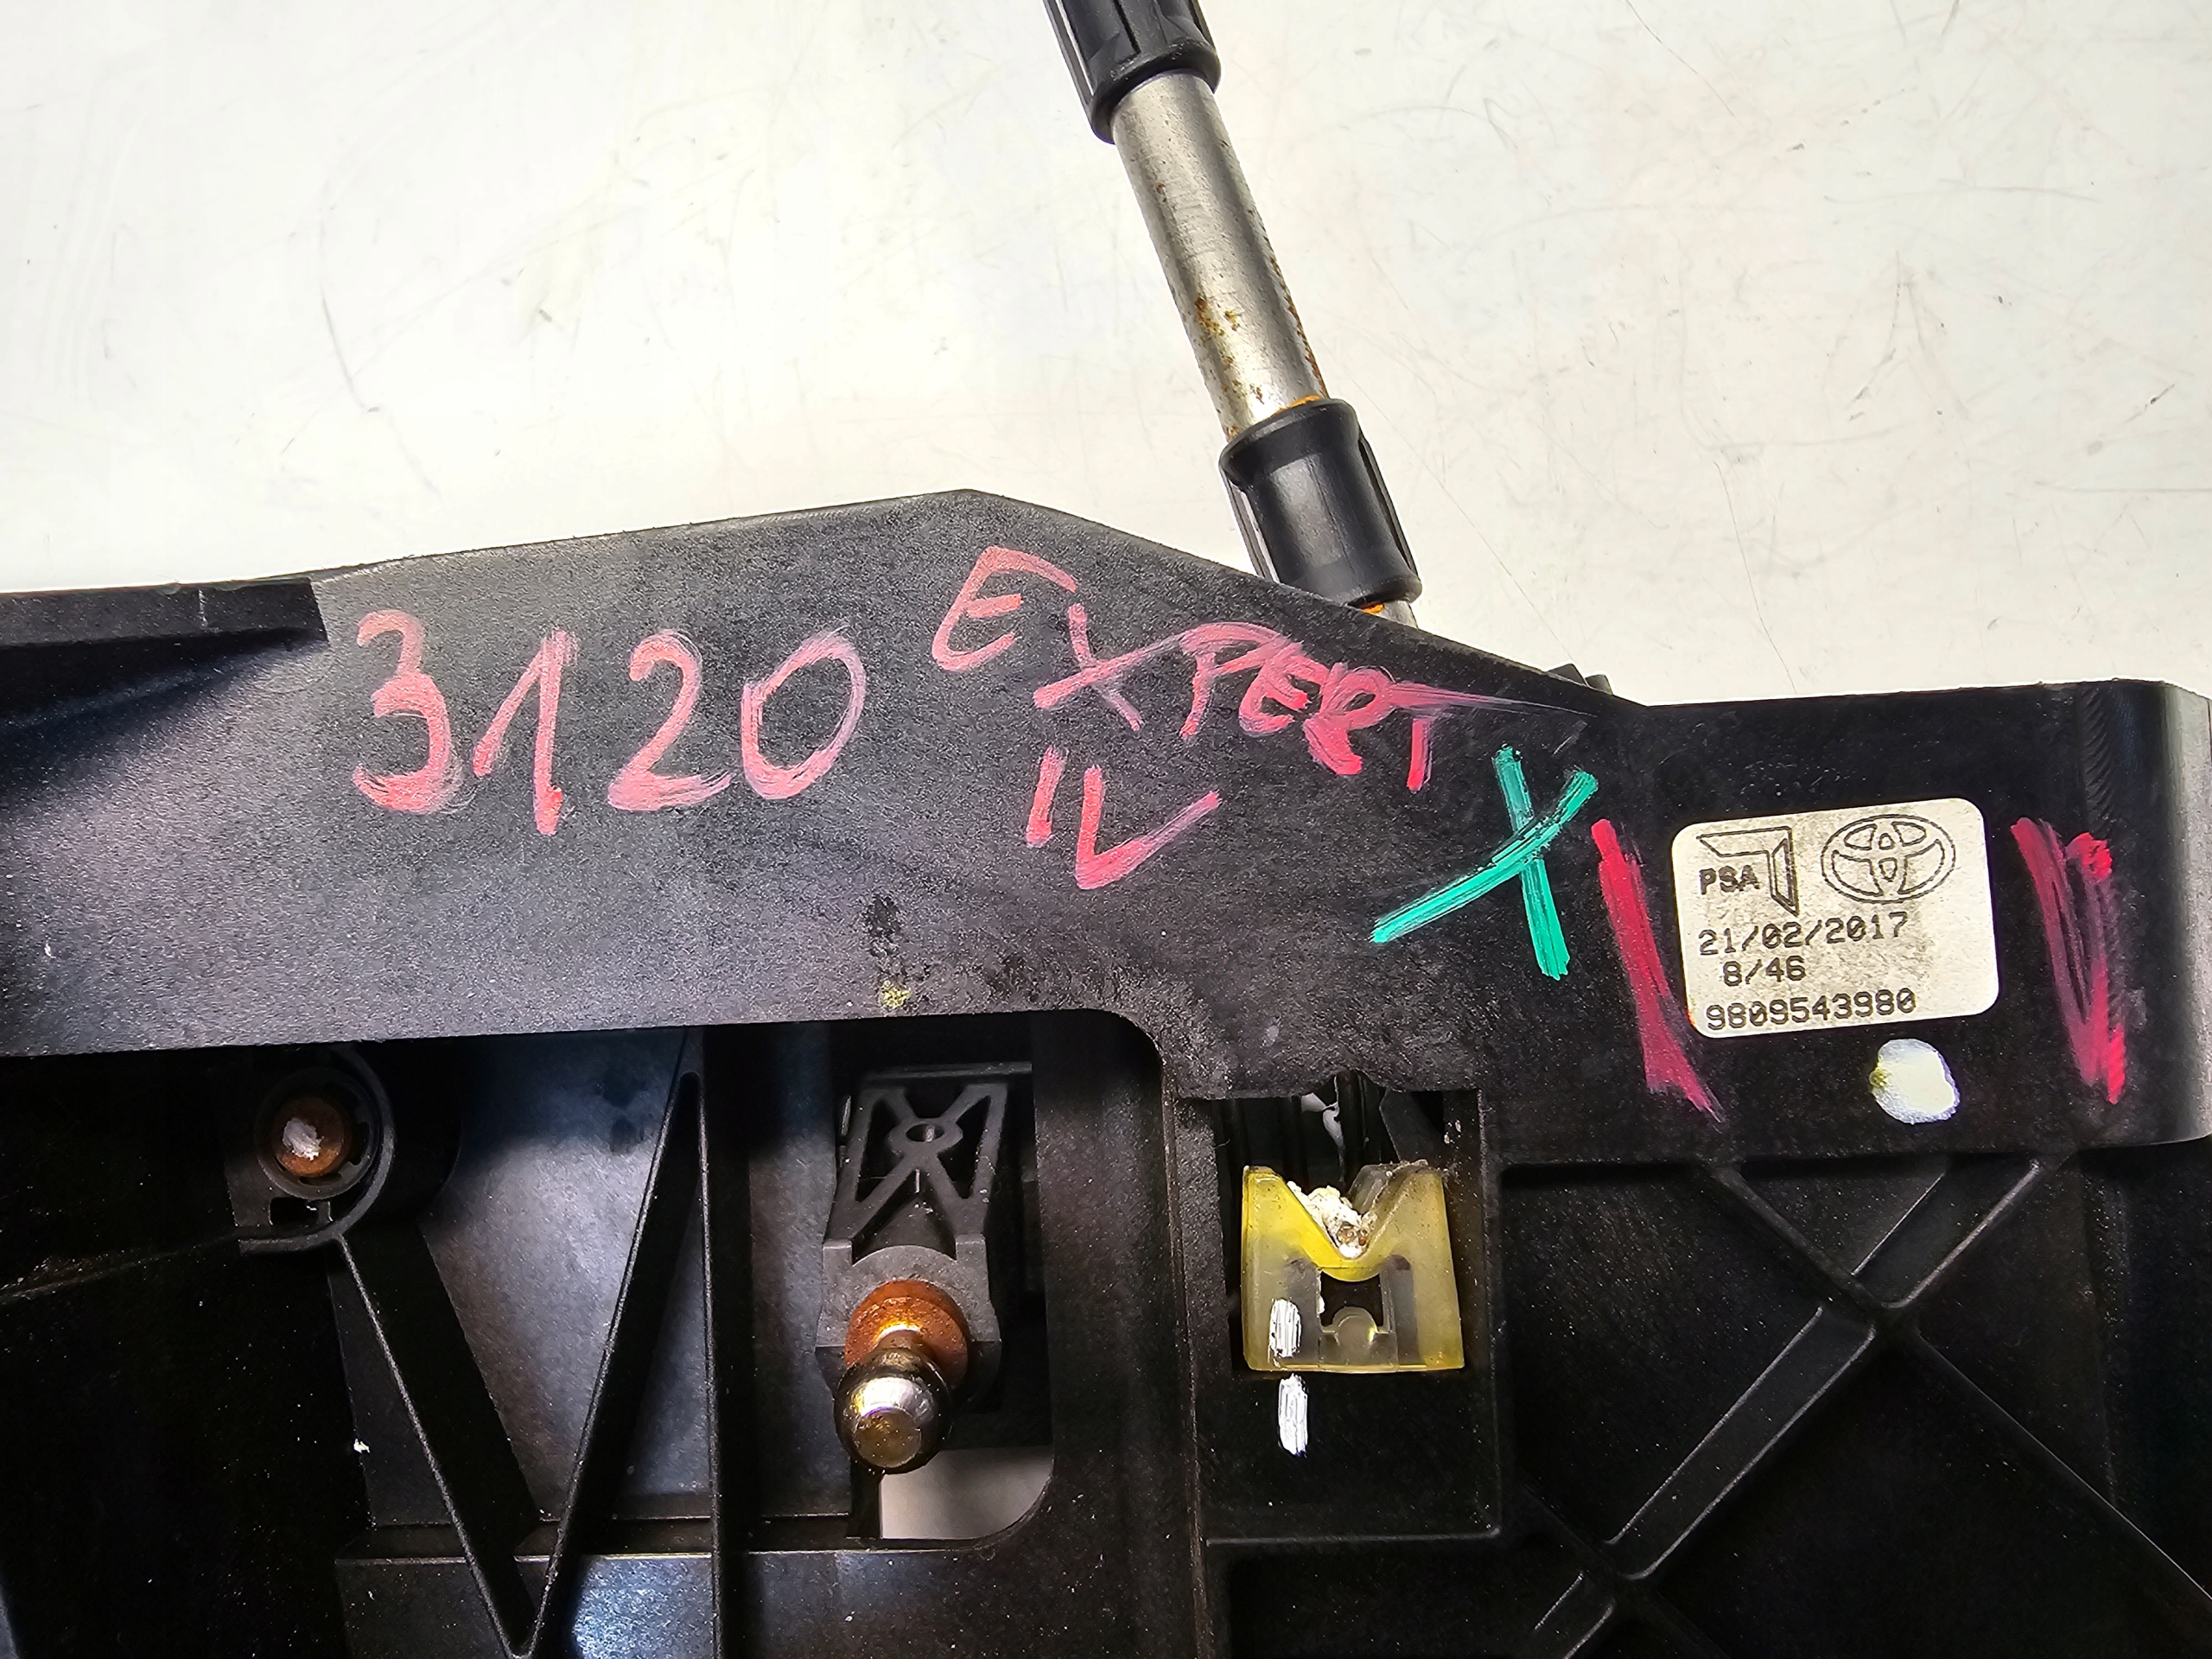 3120 EXPERT
IV
X
PSA
21/02/2017
8/46
9809543980